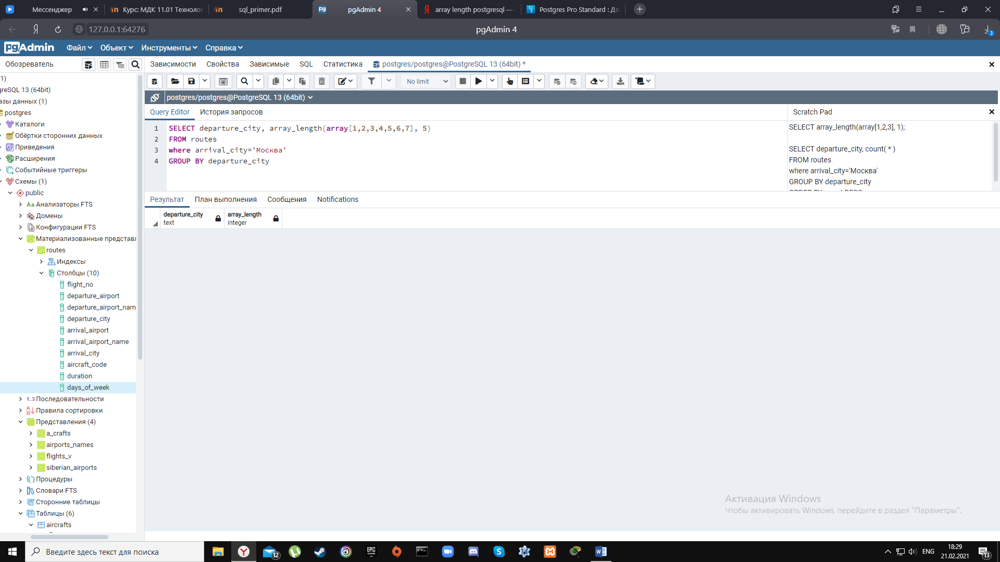 Мессенджер
Курс: МДК 11.01 Технолог
sql_primer.pdf
pgAdmin 4
array length postgresql —
Postgres Pro Standard : До
127.0.0.1:64276
pgAdmin 4
pgAdmin
Файл
Объект
Инструменты
Справка
Обозреватель
Зависимости
Свойства
Зависимые
SQL
Статистика
postgres/postgres@PostgreSQL 13 (64bit) *
No limit
postgres/postgres@PostgreSQL 13 (64bit)
Query Editor
История запросов
Scratch Pad
1 SELECT departure_city, array_length(array[1,2,3,4,5,6,7], 5)
2 FROM routes
3 where arrival_city='Москва'
4 GROUP BY departure_city
SELECT array_length(array[1,2,3], 1);
SELECT departure_city, count( * )
FROM routes
where arrival_city='Москва'
GROUP BY departure_city
Результат
План выполнения
Сообщения
Notifications
departure_city
text
array_length
integer
1)
reSQL 13 (64bit)
азы данных (1)
postgres
Каталоги
Обёртки сторонних данных
Приведения
Расширения
Событийные триггеры
Схемы (1)
public
Анализаторы FTS
Домены
Конфигурации FTS
Материализованные представл
routes
Индексы
Столбцы (10)
flight_no
departure_airport
departure_airport_nam
departure_city
arrival_airport
arrival_airport_name
arrival_city
aircraft_code
duration
days_of_week
1..3 Последовательности
Правила сортировки
Представления (4)
a_crafts
airports_names
flights_v
siberian_airports
Процедуры
Словари FTS
Сторонние таблицы
Таблицы (6)
aircrafts
Активация Windows
Чтобы активировать Windows, перейдите в раздел "Параметры".
Введите здесь текст для поиска
12
EPIC GAMES
ENG
18:29
21.02.2021
13